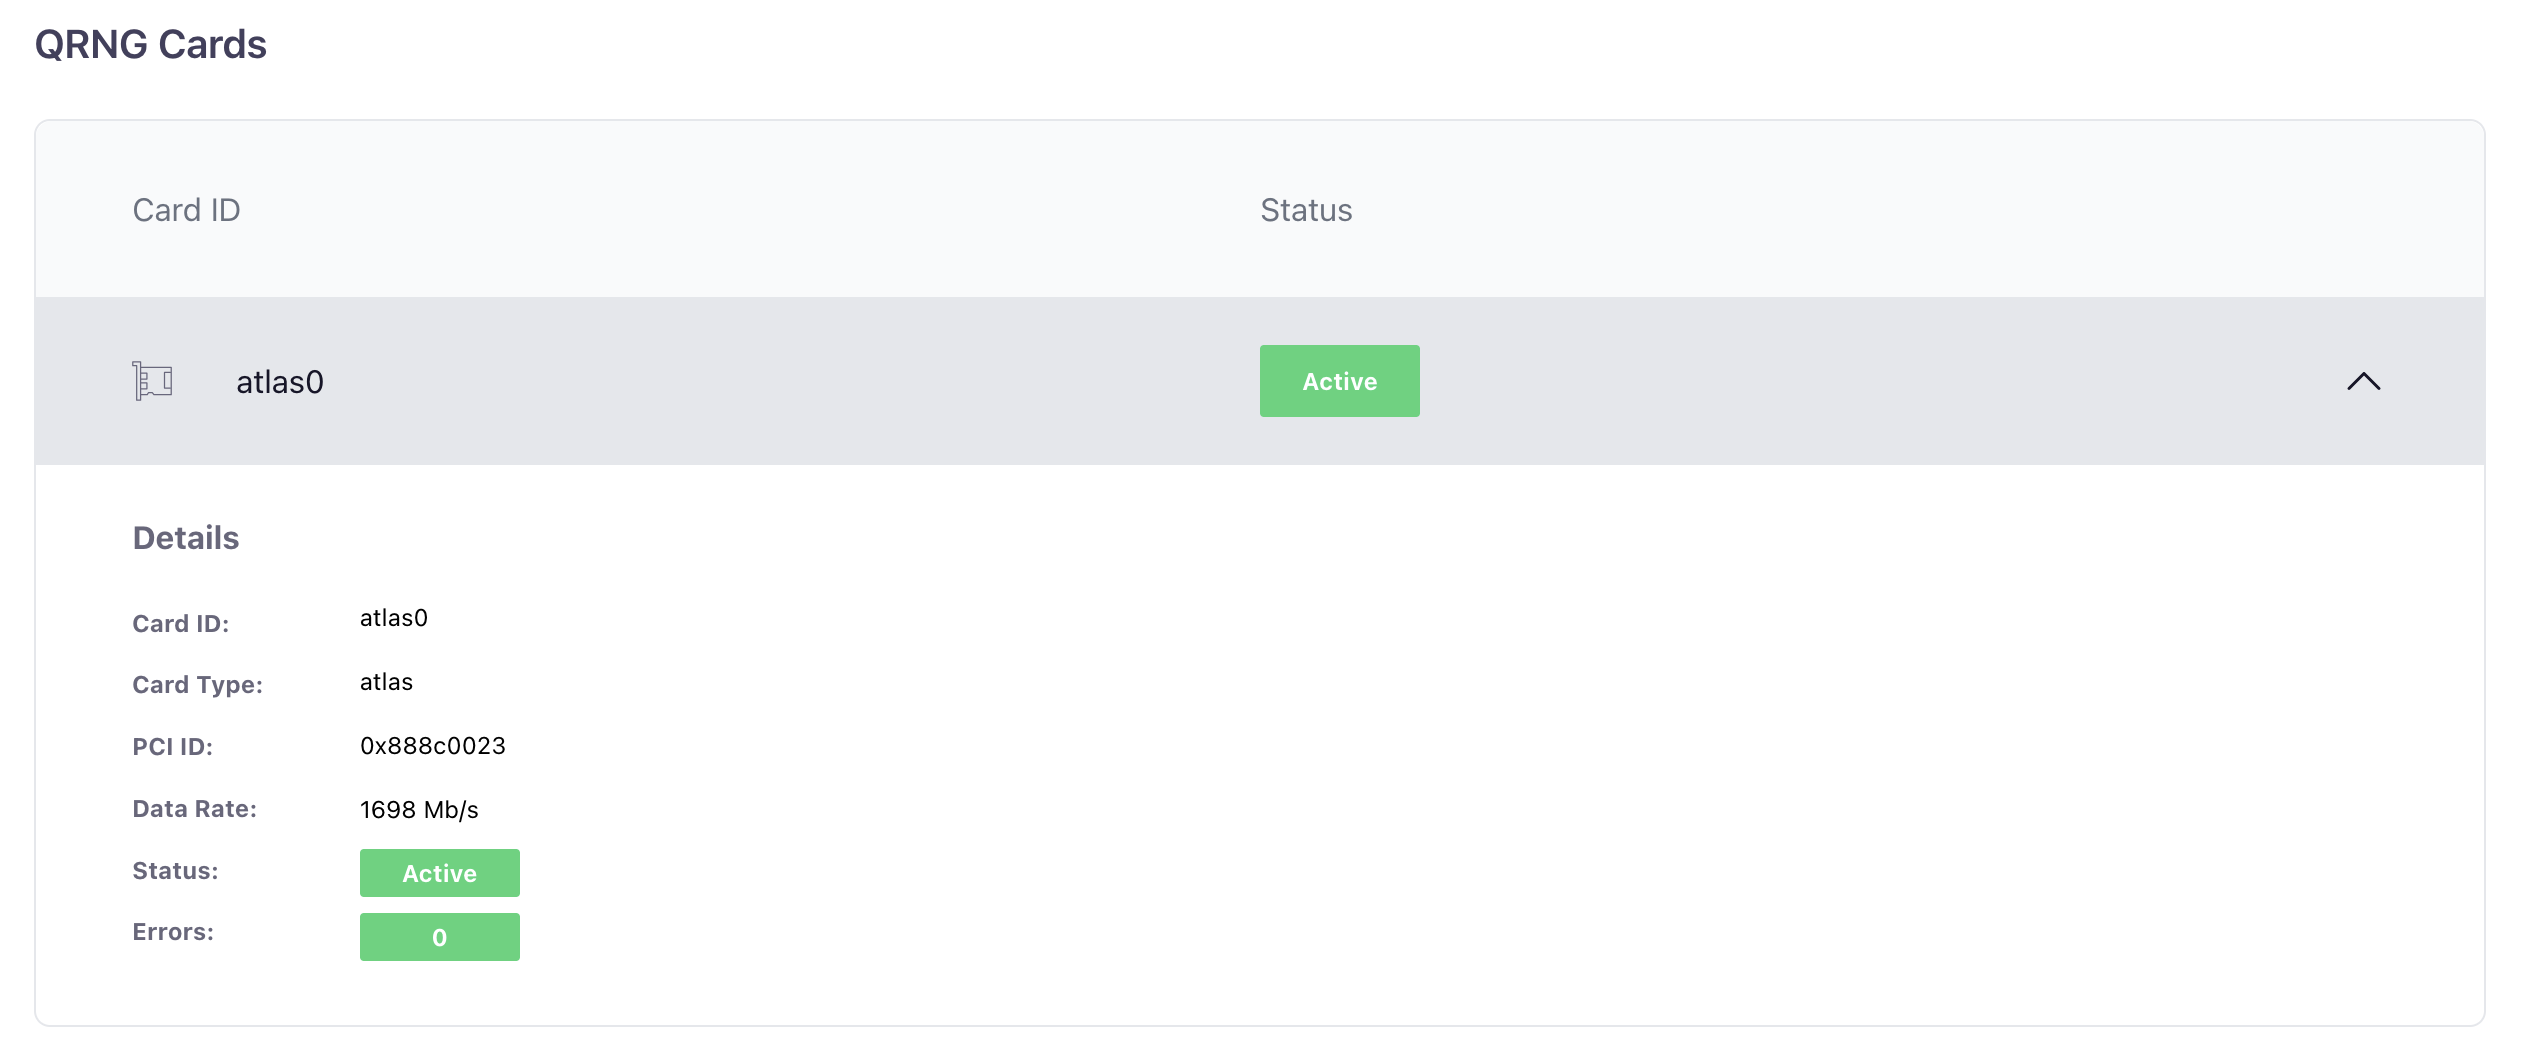 QRNG Cards
Card ID Status
atlas0 Active
Details
Card ID: atlas0
Card Type: atlas
PCI ID: 0x888c0023
Data Rate: 1698 Mb/s
Status: Active
Errors: 0